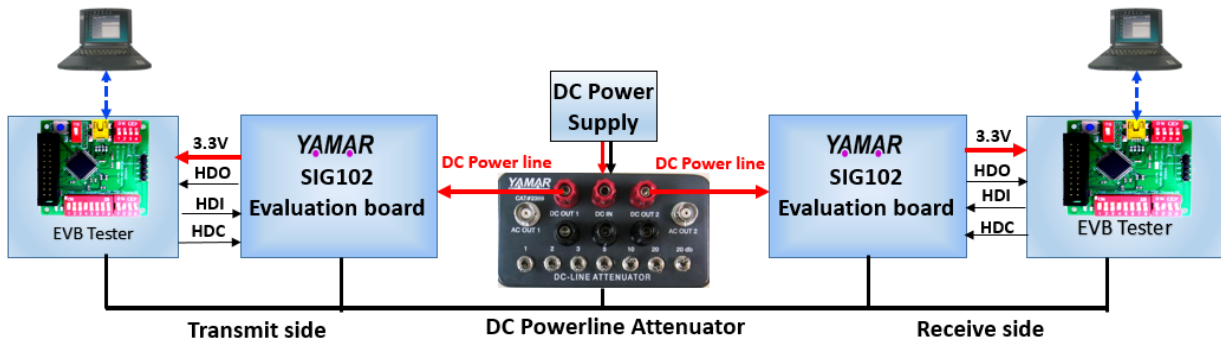 DC Power
Supply
3.3V
HDO
HDI
HDC
EVB Tester
YAMAR
SIG102
Evaluation board
DC Power line
DC Power line
YAMAR
CAT#2389
DC OUT 1
DC IN
DC OUT 2
AC OUT 1
AC OUT 2
1 2 3 5 10 20 20 db
DC-LINE ATTENUATOR
YAMAR
SIG102
Evaluation board
3.3V
HDO
HDI
HDC
EVB Tester
Transmit side
DC Powerline Attenuator
Receive side